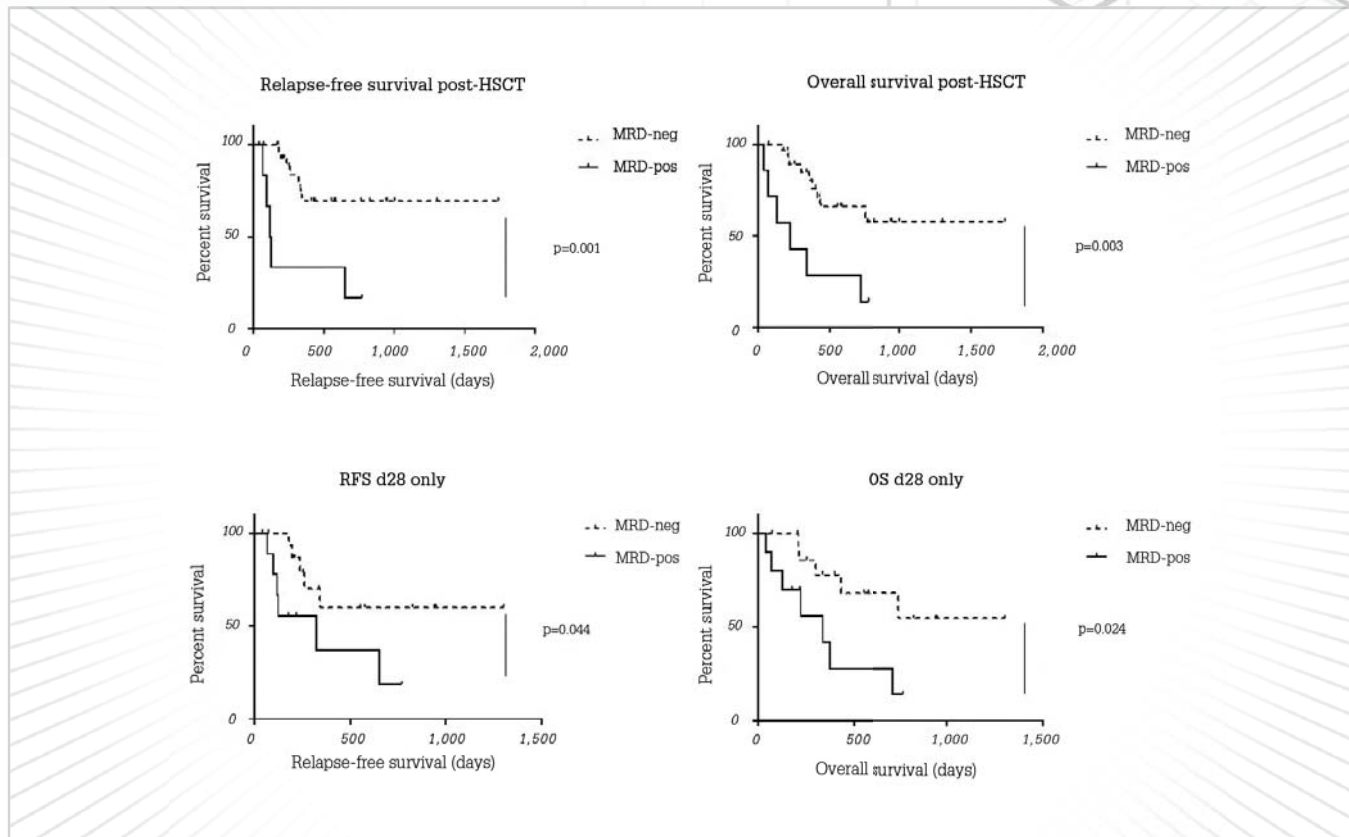 Relapse-free survival post-HSCT
Percent survival
100
50
0
0 500 1,000 1,500 2,000
Relapse-free survival (days)
MRD-neg
MRD-pos
p=0.001
Overall survival post-HSCT
Percent survival
100
50
0
0 500 1,000 1,500 2,000
Overall survival (days)
MRD-neg
MRD-pos
p=0.003
RFS d28 only
Percent survival
100
50
0
0 500 1,000 1,500
Relapse-free survival (days)
MRD-neg
MRD-pos
p=0.044
OS d28 only
Percent survival
100
50
0
0 500 1,000 1,500
Overall survival (days)
MRD-neg
MRD-pos
p=0.024